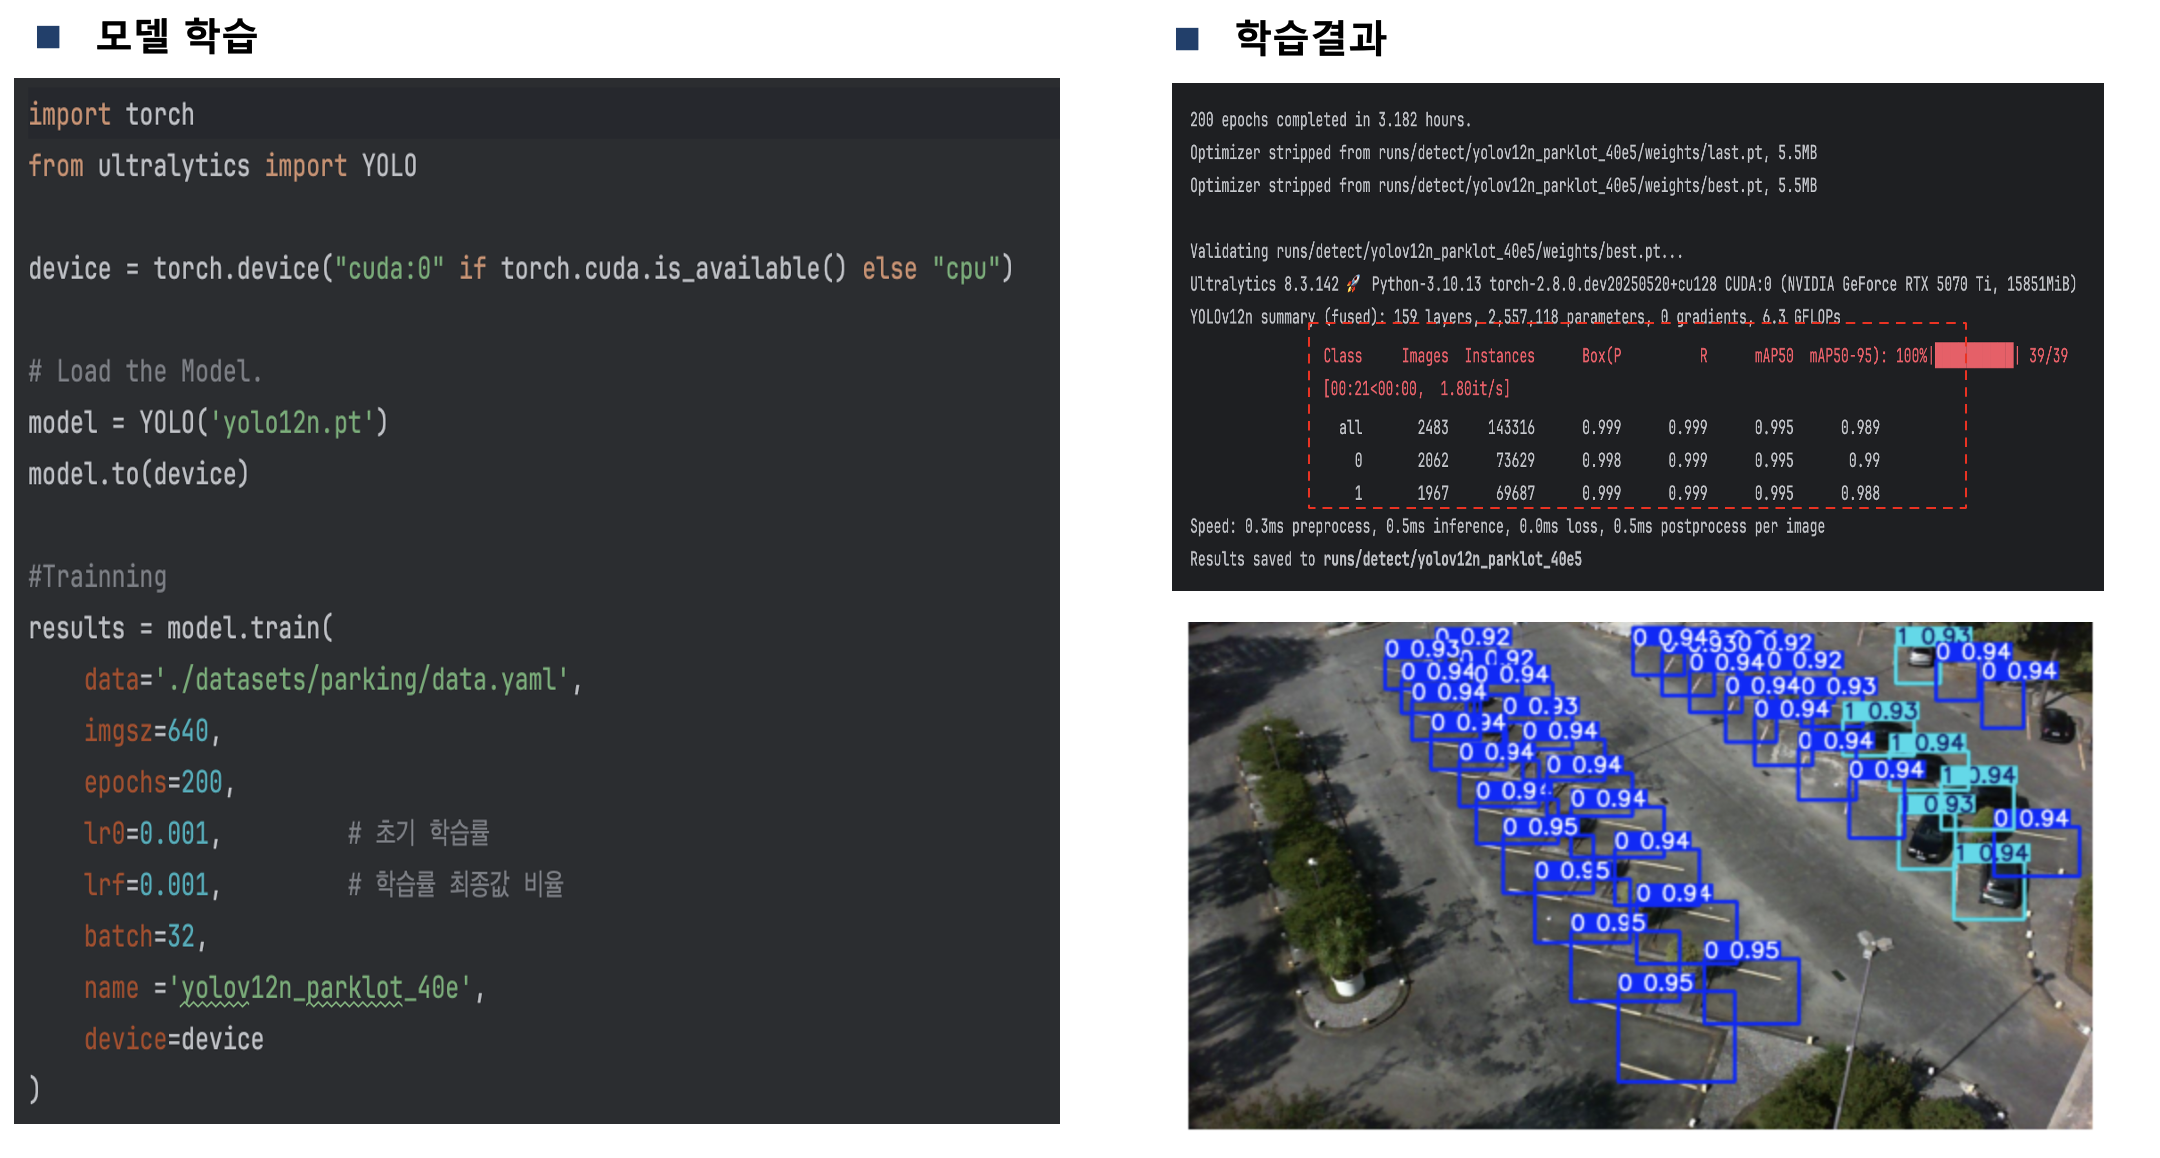 모델 학습
import torch
from ultralytics import YOLO
device = torch.device("cuda:0" if torch.cuda.is_available() else "cpu")
# Load the Model.
model = YOLO('yolo12n.pt')
model.to(device)
#Trainning
results = model.train(
data='./datasets/parking/data.yaml',
imgsz=640,
epochs=200,
lr0=0.001, # 초기 학습률
lrf=0.001, # 학습률 최종값 비율
batch=32,
name ='yolov12n_parklot_40e',
device=device
)
학습결과
200 epochs completed in 3.182 hours.
Optimizer stripped from runs/detect/yolov12n_parklot_40e5/weights/last.pt, 5.5MB
Optimizer stripped from runs/detect/yolov12n_parklot_40e5/weights/best.pt, 5.5MB
Validating runs/detect/yolov12n_parklot_40e5/weights/best.pt...
Ultralytics 8.3.142 🚀 Python-3.10.13 torch-2.8.0.dev20250520+cu128 CUDA:0 (NVIDIA GeForce RTX 5070 Ti, 15851MiB)
YOLOv12n summary (fused): 159 layers, 2,557,118 parameters, 0 gradients, 6.3 GFLOPs
Class Images Instances Box(P R mAP50 mAP50-95): 100%|██████████| 39/39
[00:21<00:00, 1.80it/s]
all 2483 143316 0.999 0.999 0.995 0.989
0 2062 73629 0.998 0.999 0.995 0.99
1 1967 69687 0.999 0.999 0.995 0.988
Speed: 0.3ms preprocess, 0.5ms inference, 0.0ms loss, 0.5ms postprocess per image
Results saved to runs/detect/yolov12n_parklot_40e5
0 0.92
0 0.93
0.92
0 0.94
0.94
0 0.94
0 0.93
0 0.94
0 0.94
0 0.94
0 0.94
0 0.94
0 0.94
0 0.95
0 0.94
0 0.95
0 0.94
0 0.95
0 0.95
0 0.95
0 0.94
0.92
0 0.94
0 0.92
0 0.94
0 0.93
0 0.94
0 0.94
0 0.94
1 0.93
0 0.94
0 0.94
1 0.93
1 0.94
1 0.94
0.93
0 0.94
1 0.94